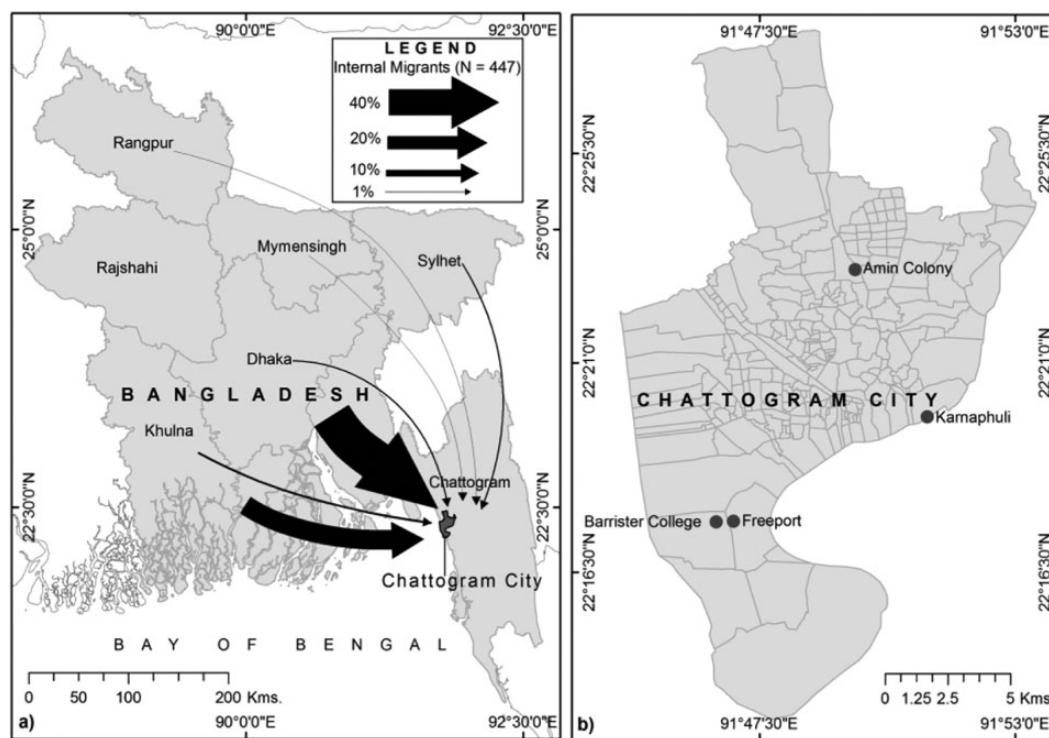 90°0'0"E
92°30'0"E
LEGEND
Internal Migrants (N = 447)
40%
20%
10%
1%
25°0'0"N
22°30'0"N
Rangpur
Mymensingh
Sylhet
Rajshahi
Dhaka
BANGLADESH
Khulna
Chattogram
Chattogram City
BAY OF BENGAL
0 50 100 200 Kms.
a)
90°0'0"E
92°30'0"E
25°0'0"N
22°30'0"N
91°47'30"E
91°53'0"E
22°25'30"N
22°21'0"N
22°16'30"N
Amin Colony
CHATTOGRAM CITY
Karnaphuli
Barrister College
Freeport
22°25'30"N
22°21'0"N
22°16'30"N
0 1.25 2.5 5 Kms.
b)
91°47'30"E
91°53'0"E